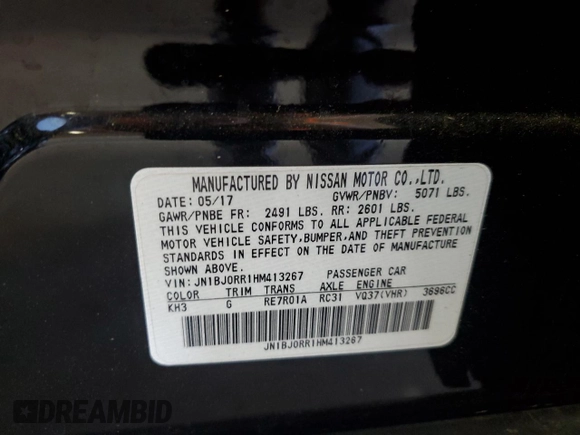 MANUFACTURED BY NISSAN MOTOR CO.,LTD.
DATE: 05/17 GVWR/PNBV: 5071 LBS.
GAWR/PNBE FR: 2491 LBS. RR: 2601 LBS.
THIS VEHICLE CONFORMS TO ALL APPLICABLE FEDERAL
MOTOR VEHICLE SAFETY,BUMPER,AND THEFT PREVENTION
STANDARDS IN EFFECT ON THE DATE OF MANUFACTURE
SHOWN ABOVE.
VIN: JN1BJ0RR1HM413267 PASSENGER CAR
COLOR TRIM TRANS AXLE ENGINE
KH3 G RE7R01A RC31 VQ37(VHR) 3696CC
JN1BJ0RR1HM413267
DREAMBID